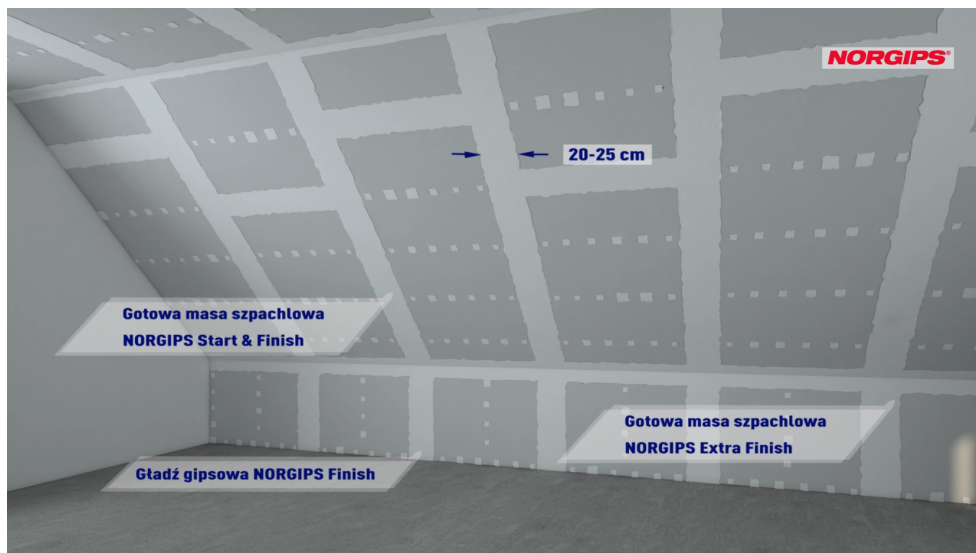 NORGIPS®
20-25 cm
Gotowa masa szpachlowa
NORGIPS Start & Finish
Gotowa masa szpachlowa
NORGIPS Extra Finish
Gładź gipsowa NORGIPS Finish